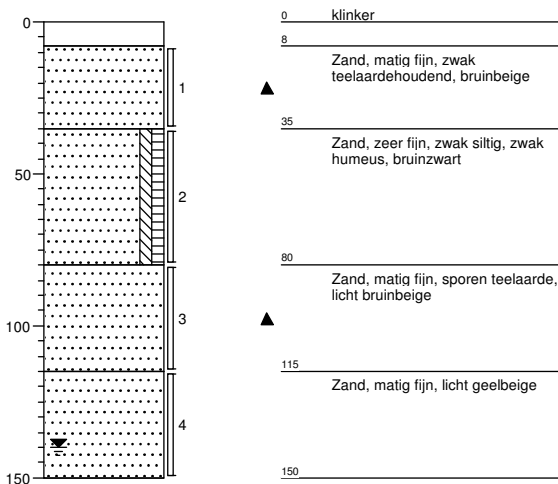 0
50
100
150
1
2
3
4
0 klinker
8
Zand, matig fijn, zwak
teelaardehoudend, bruinbeige
35
Zand, zeer fijn, zwak siltig, zwak
humeus, bruinzwart
80
Zand, matig fijn, sporen teelaarde,
licht bruinbeige
115
Zand, matig fijn, licht geelbeige
150